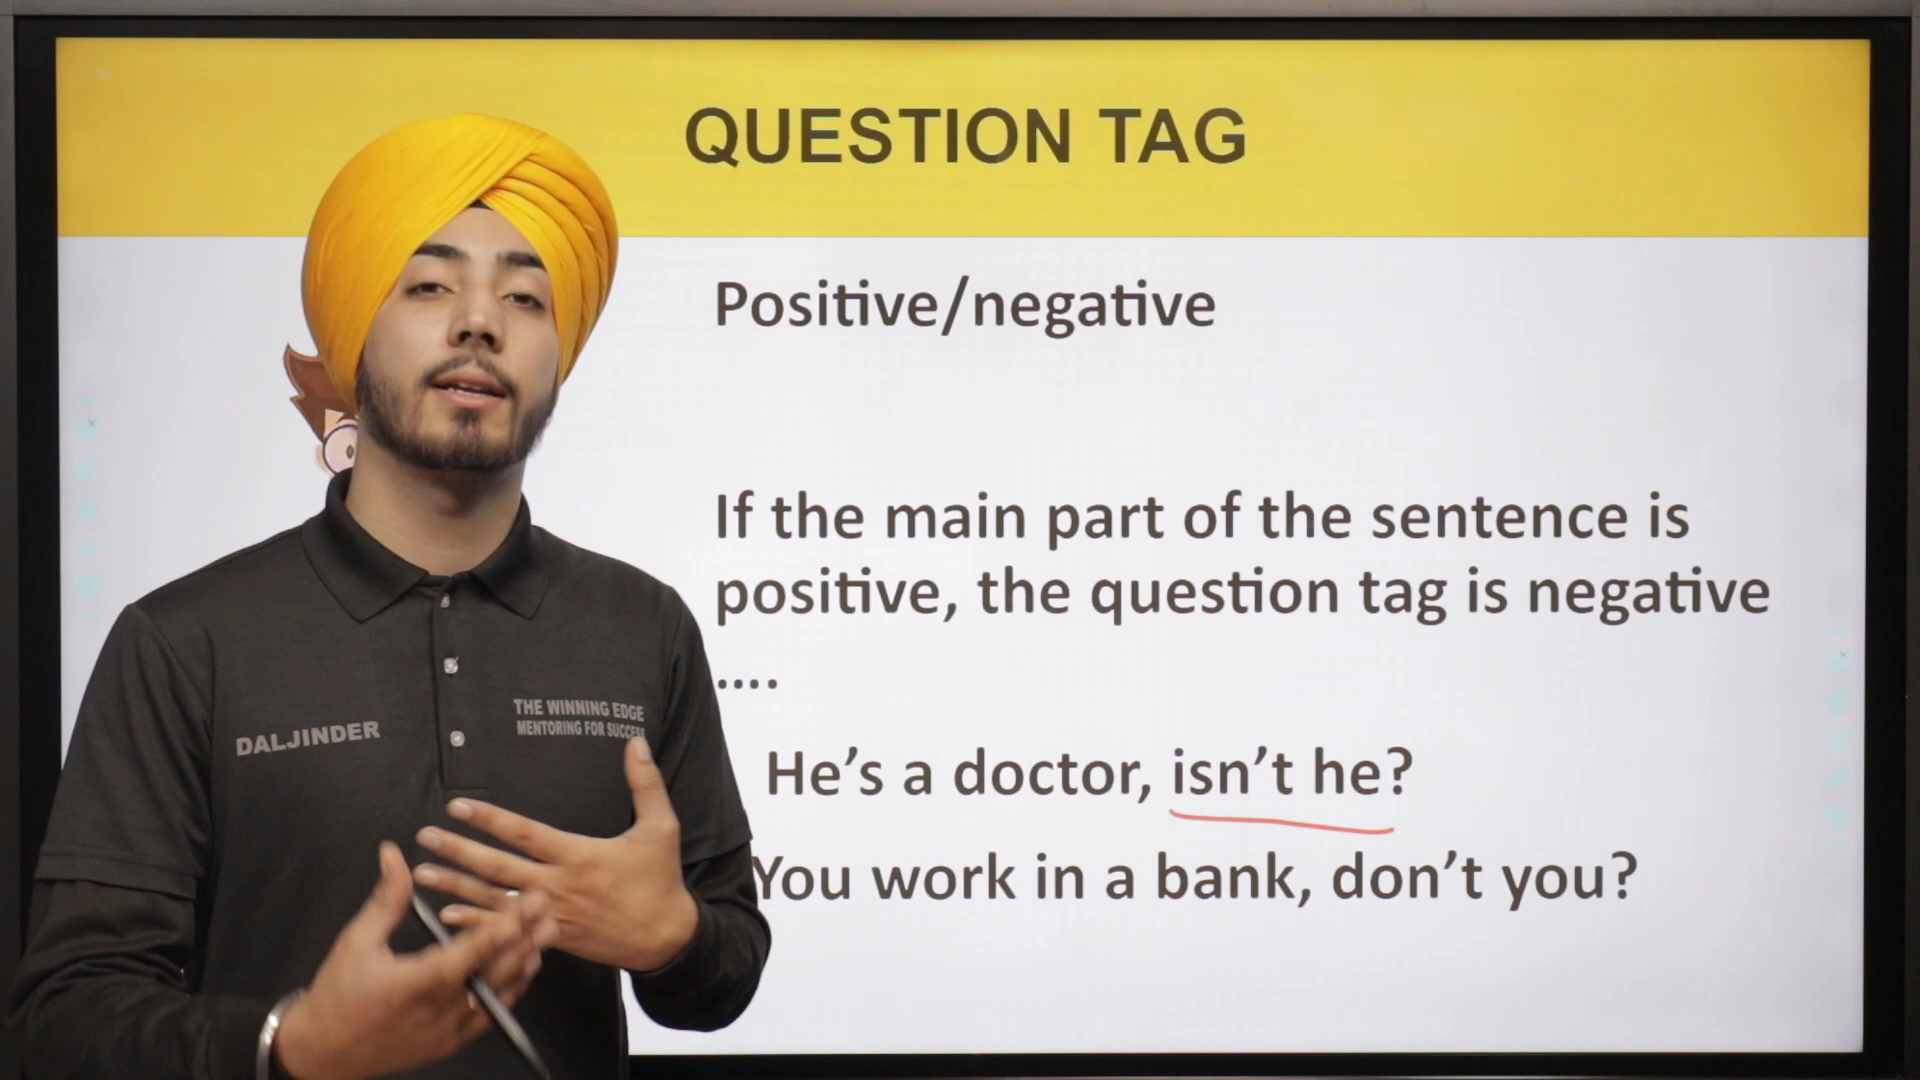 QUESTION TAG
Positive/negative
If the main part of the sentence is
positive, the question tag is negative
....
He’s a doctor, isn’t he?
You work in a bank, don’t you?
DALJINDER
THE WINNING EDGE
MENTORING FOR SUCCESS